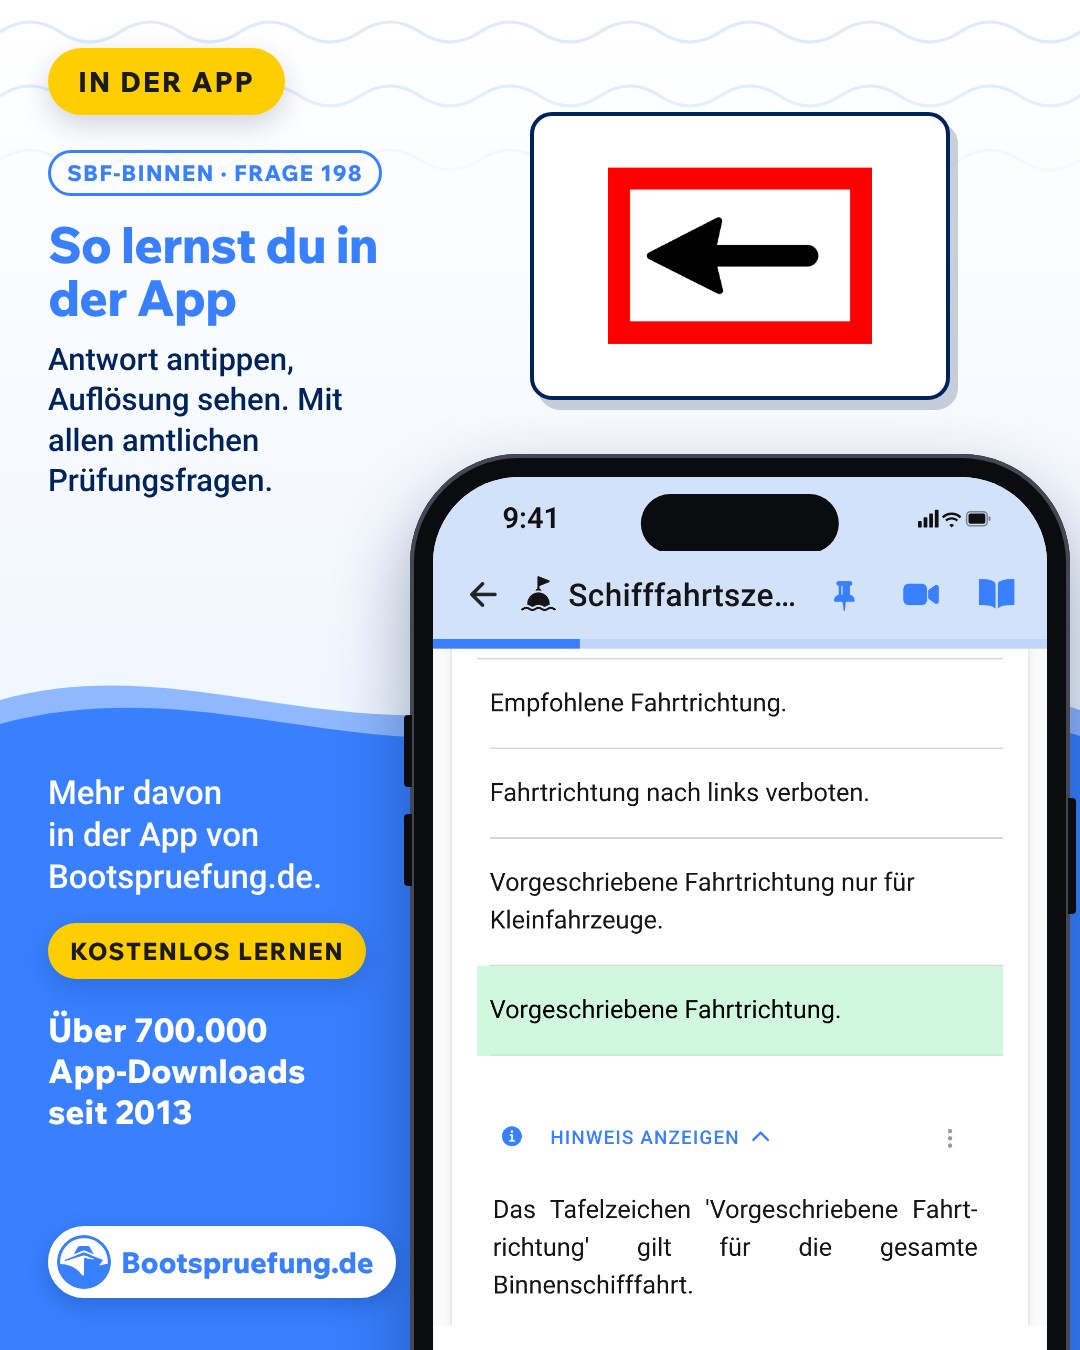 IN DER APP
SBF-BINNEN · FRAGE 198
So lernst du in
der App
Antwort antippen,
Auflösung sehen. Mit
allen amtlichen
Prüfungsfragen.
9:41
Schifffahrtsze...
Empfohlene Fahrtrichtung.
Fahrtrichtung nach links verboten.
Vorgeschriebene Fahrtrichtung nur für
Kleinfahrzeuge.
Vorgeschriebene Fahrtrichtung.
HINWEIS ANZEIGEN
Das Tafelzeichen 'Vorgeschriebene Fahrt-
richtung' gilt für die gesamte
Binnenschifffahrt.
Mehr davon
in der App von
Bootspruefung.de.
KOSTENLOS LERNEN
Über 700.000
App-Downloads
seit 2013
Bootspruefung.de